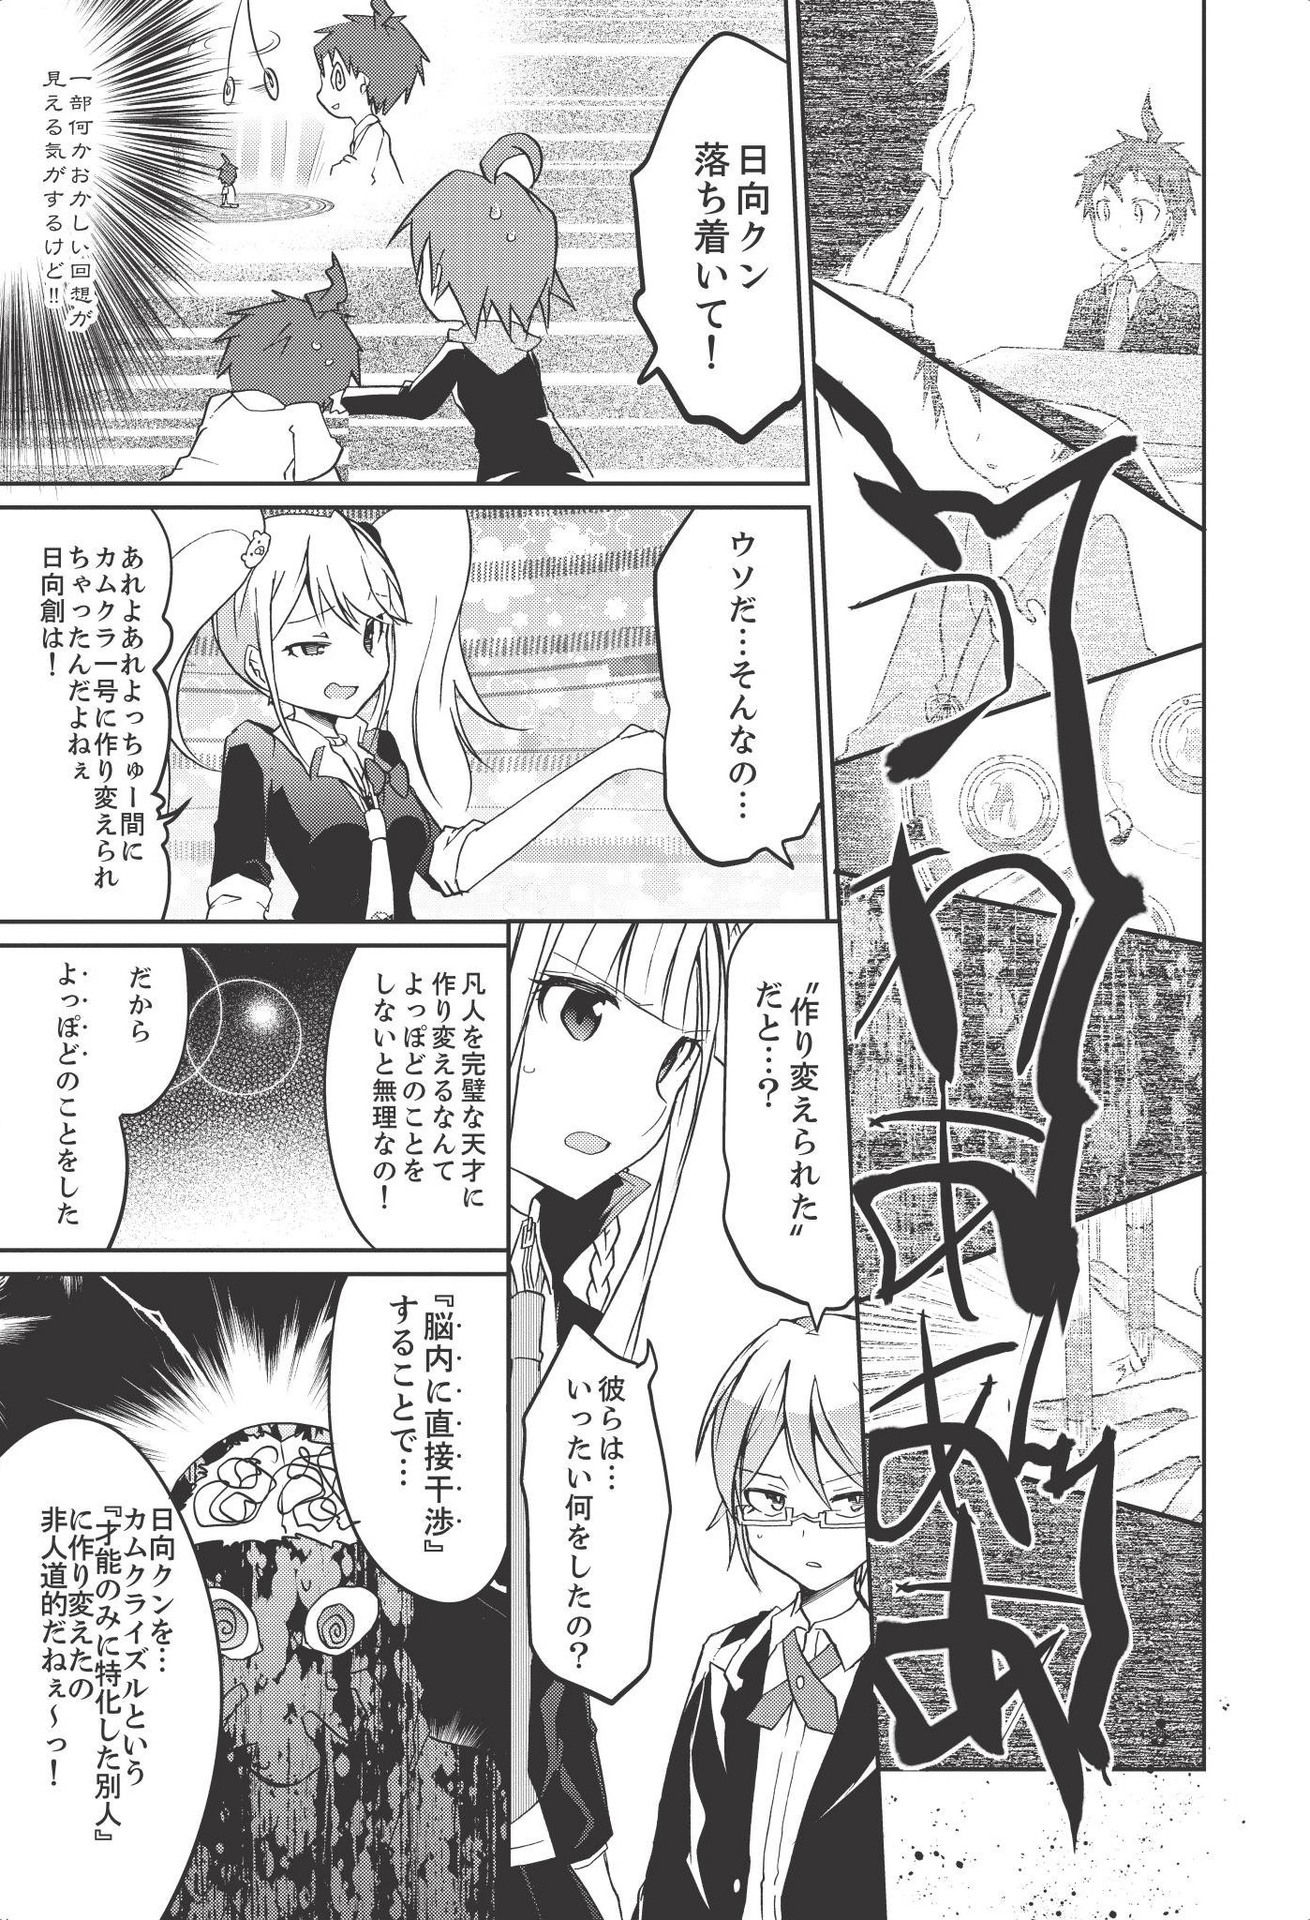 うわああああ
日向クン
落ち着いて！
一部何かおかしい回想が
見える気がするけど!!
ウソだ…そんなの…
あれよあれよっちゅー間に
カムクラ一号に作り変えられ
ちゃったんだよねぇ
日向創は！
〝作り変えられた〟
だと…？
彼らは…
いったい何をしたの？
凡人を完璧な天才に
作り変えるなんて
よっぽどのことを
しないと無理なの！
だから
よっぽどのことをした
『脳内に直接干渉』
することで…
日向クンを…
カムクライズルという
『才能のみに特化した別人』
に作り変えたの
非人道的だねぇ～っ！